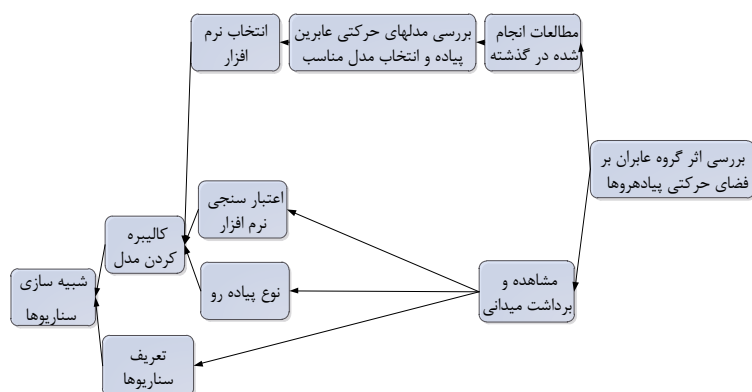 مطالعات انجام
شده در گذشته
بررسی مدلهای حرکتی عابرین
پیاده و انتخاب مدل مناسب
انتخاب نرم
افزار
بررسی اثر گروه عابران بر
فضای حرکتی پیادهروها
اعتبار سنجی
نرم افزار
کالیبره
کردن مدل
نوع پیاده رو
مشاهده و
برداشت میدانی
شبیه سازی
سناریوها
تعریف
سناریوها